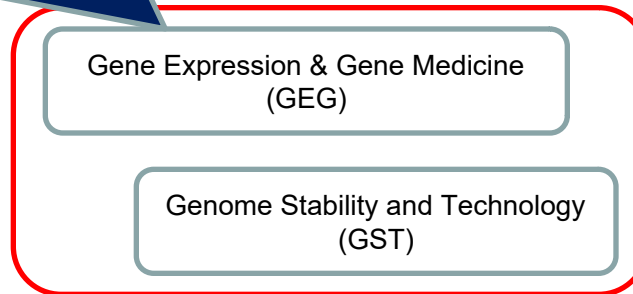 Gene Expression & Gene Medicine
(GEG)
Genome Stability and Technology
(GST)